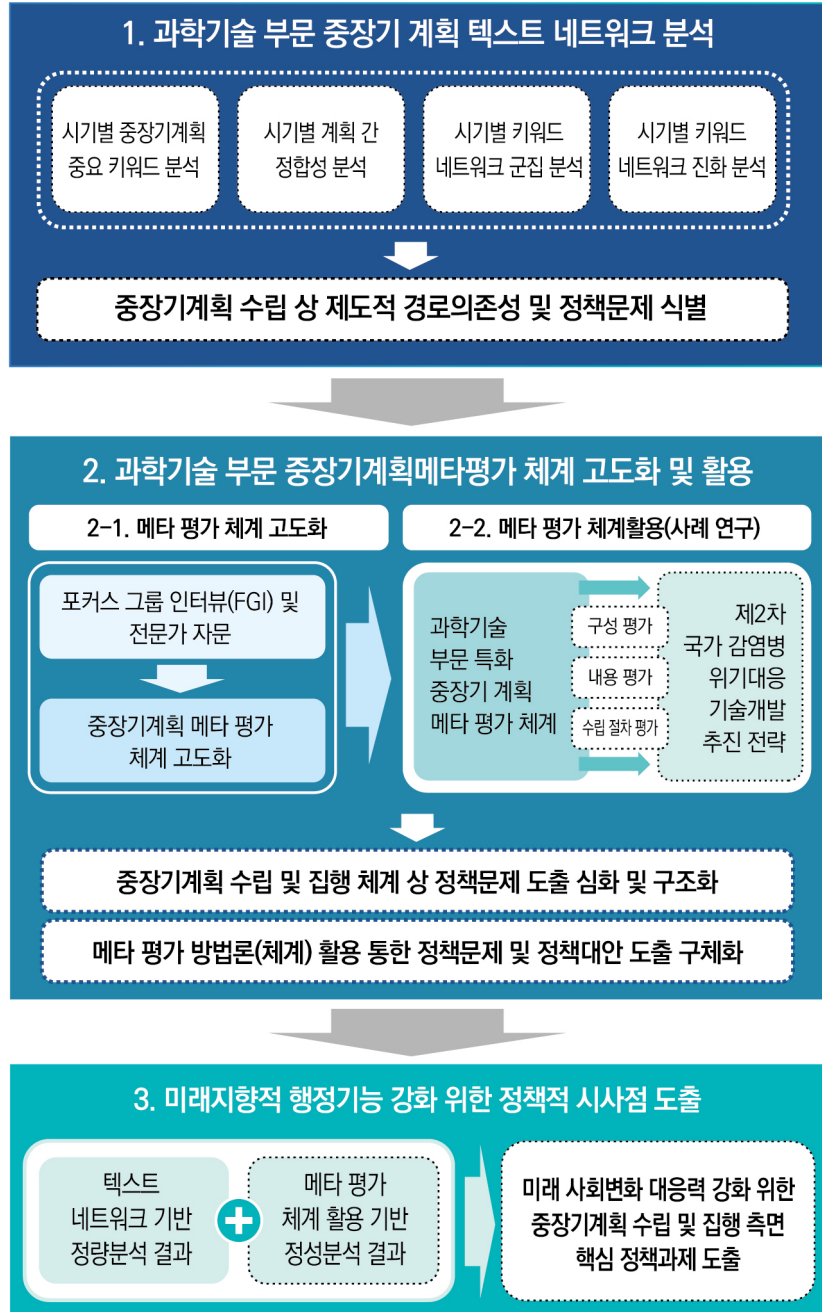 1. 과학기술 부문 중장기 계획 텍스트 네트워크 분석
시기별 중장기계획
중요 키워드 분석
시기별 계획 간
정합성 분석
시기별 키워드
네트워크 군집 분석
시기별 키워드
네트워크 진화 분석
중장기계획 수립 상 제도적 경로의존성 및 정책문제 식별
2. 과학기술 부문 중장기계획메타평가 체계 고도화 및 활용
2-1. 메타 평가 체계 고도화
포커스 그룹 인터뷰(FGI) 및
전문가 자문
중장기계획 메타 평가
체계 고도화
2-2. 메타 평가 체계활용(사례 연구)
과학기술
부문 특화
중장기 계획
메타 평가 체계
구성 평가
내용 평가
수립 절차 평가
제2차
국가 감염병
위기대응
기술개발
추진 전략
중장기계획 수립 및 집행 체계 상 정책문제 도출 심화 및 구조화
메타 평가 방법론(체계) 활용 통한 정책문제 및 정책대안 도출 구체화
3. 미래지향적 행정기능 강화 위한 정책적 시사점 도출
텍스트
네트워크 기반
정량분석 결과
+
메타 평가
체계 활용 기반
정성분석 결과
미래 사회변화 대응력 강화 위한
중장기계획 수립 및 집행 측면
핵심 정책과제 도출